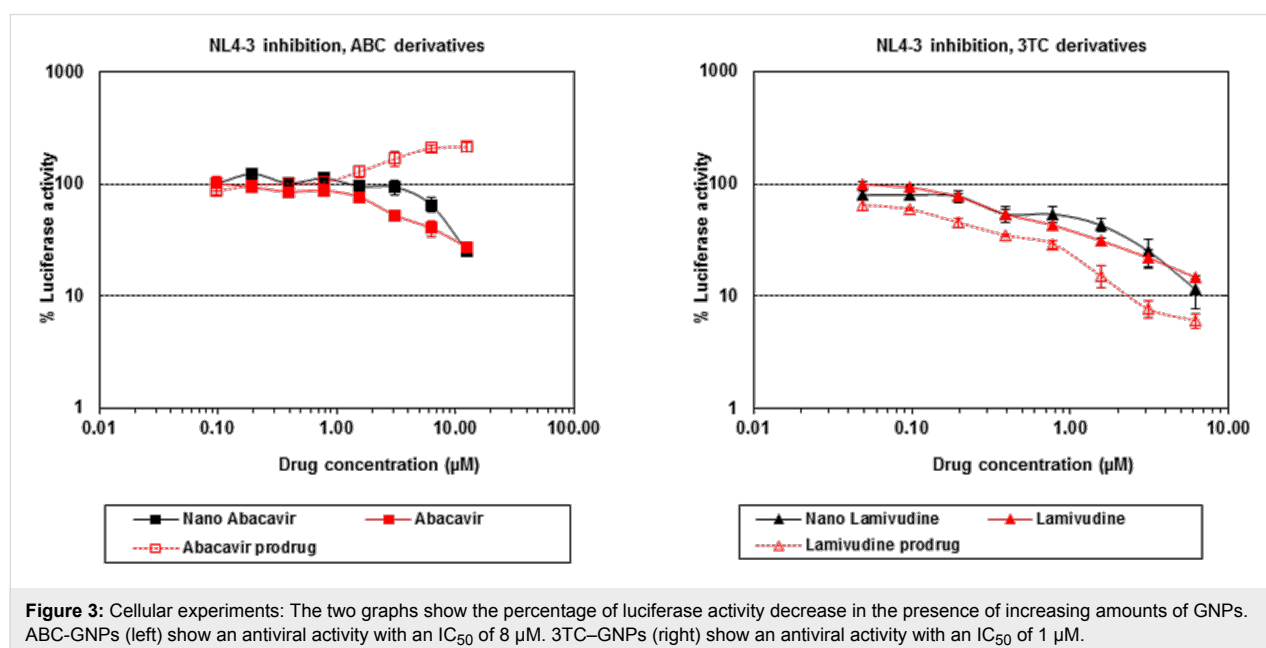 NL4-3 inhibition, ABC derivatives
1000
100
10
1
0.01
0.10
1.00
10.00
100.00
% Luciferase activity
Drug concentration (µM)
Nano Abacavir
Abacavir
Abacavir prodrug
NL4-3 inhibition, 3TC derivatives
1000
100
10
1
0.01
0.10
1.00
10.00
% Luciferase activity
Drug concentration (µM)
Nano Lamivudine
Lamivudine
Lamivudine prodrug
Figure 3: Cellular experiments: The two graphs show the percentage of luciferase activity decrease in the presence of increasing amounts of GNPs.
ABC-GNPs (left) show an antiviral activity with an IC50 of 8 µM. 3TC–GNPs (right) show an antiviral activity with an IC50 of 1 µM.